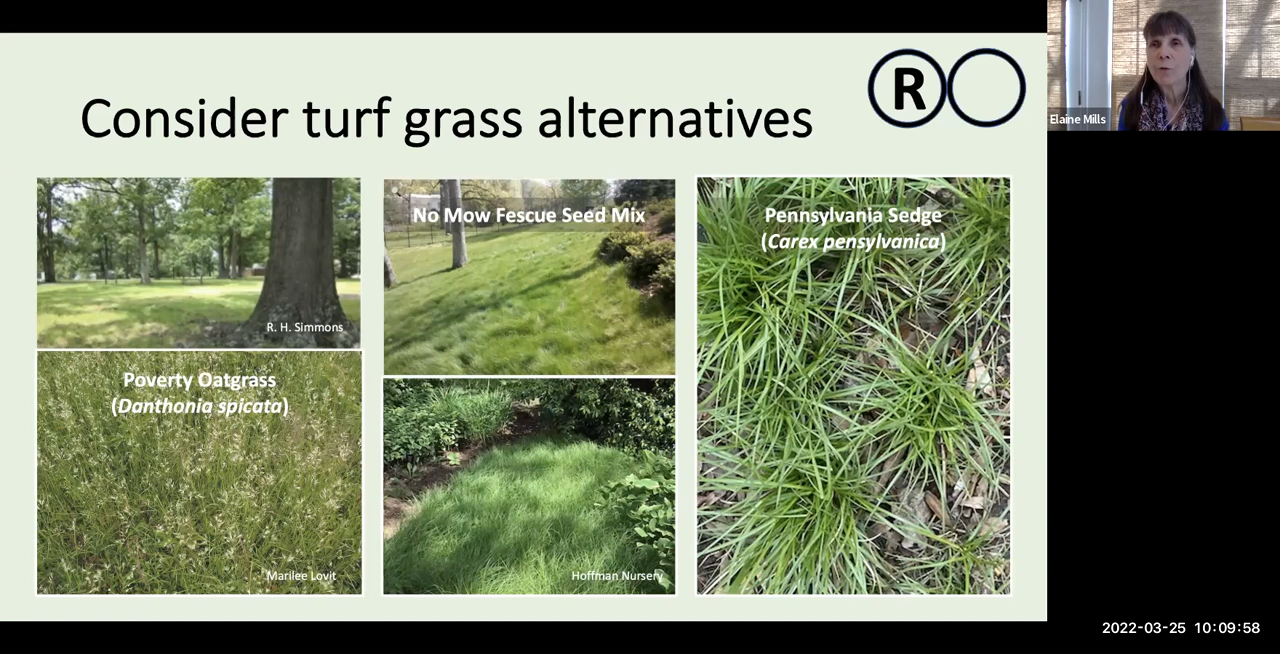 R
Consider turf grass alternatives
Elaine Mills
R. H. Simmons
Poverty Oatgrass
(Danthonia spicata)
Marilee Lovit
No Mow Fescue Seed Mix
Hoffman Nursery
Pennsylvania Sedge
(Carex pensylvanica)
2022-03-25 10:09:58